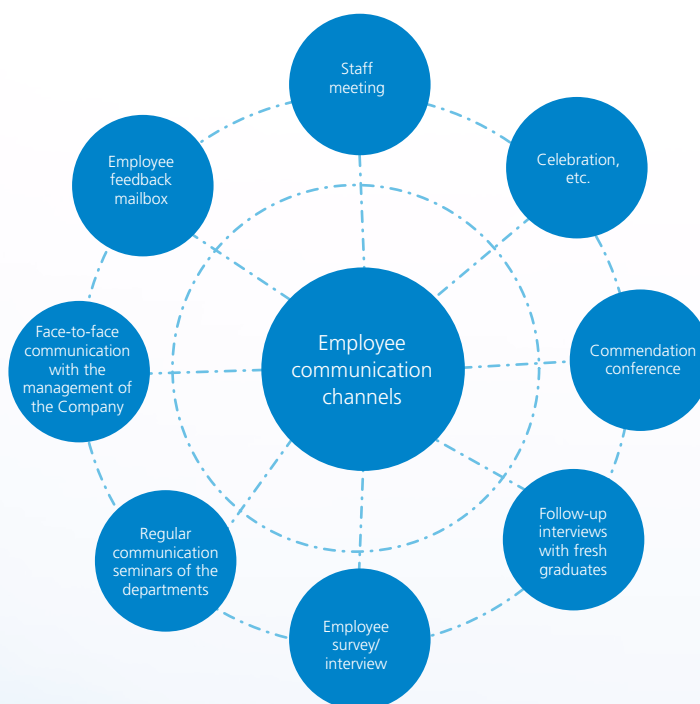 Staff
meeting
Celebration,
etc.
Employee
feedback
mailbox
Commendation
conference
Face-to-face
communication
with the
management of
the Company
Employee
communication
channels
Follow-up
interviews
with fresh
graduates
Regular
communication
seminars of the
departments
Employee
survey/
interview